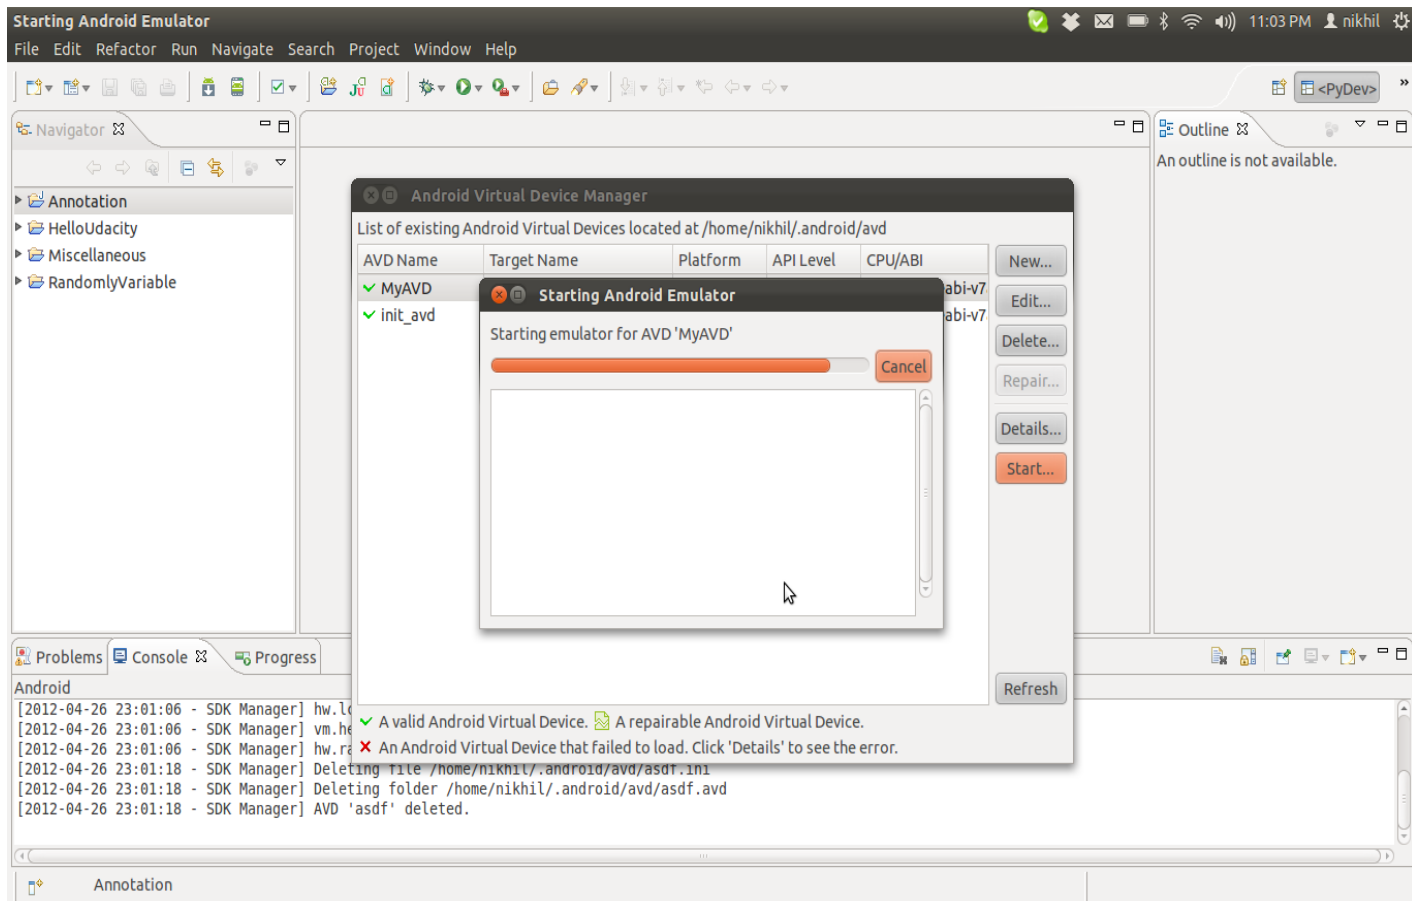 Starting Android Emulator
11:03 PM nikhil
File Edit Refactor Run Navigate Search Project Window Help
<PyDev>
Navigator
Outline
An outline is not available.
Annotation
HelloUdacity
Miscellaneous
RandomlyVariable
Android Virtual Device Manager
List of existing Android Virtual Devices located at /home/nikhil/.android/avd
AVD Name Target Name Platform API Level CPU/ABI
MyAVD abi-v7
init_avd abi-v7
New...
Edit...
Delete...
Repair...
Details...
Start...
Refresh
Starting Android Emulator
Starting emulator for AVD 'MyAVD'
Cancel
A valid Android Virtual Device. A repairable Android Virtual Device.
An Android Virtual Device that failed to load. Click 'Details' to see the error.
Problems Console Progress
Android
[2012-04-26 23:01:06 - SDK Manager] hw.lc
[2012-04-26 23:01:06 - SDK Manager] vm.he
[2012-04-26 23:01:06 - SDK Manager] hw.ra
[2012-04-26 23:01:18 - SDK Manager] Deleting file /home/nikhil/.android/avd/asdf.ini
[2012-04-26 23:01:18 - SDK Manager] Deleting folder /home/nikhil/.android/avd/asdf.avd
[2012-04-26 23:01:18 - SDK Manager] AVD 'asdf' deleted.
Annotation